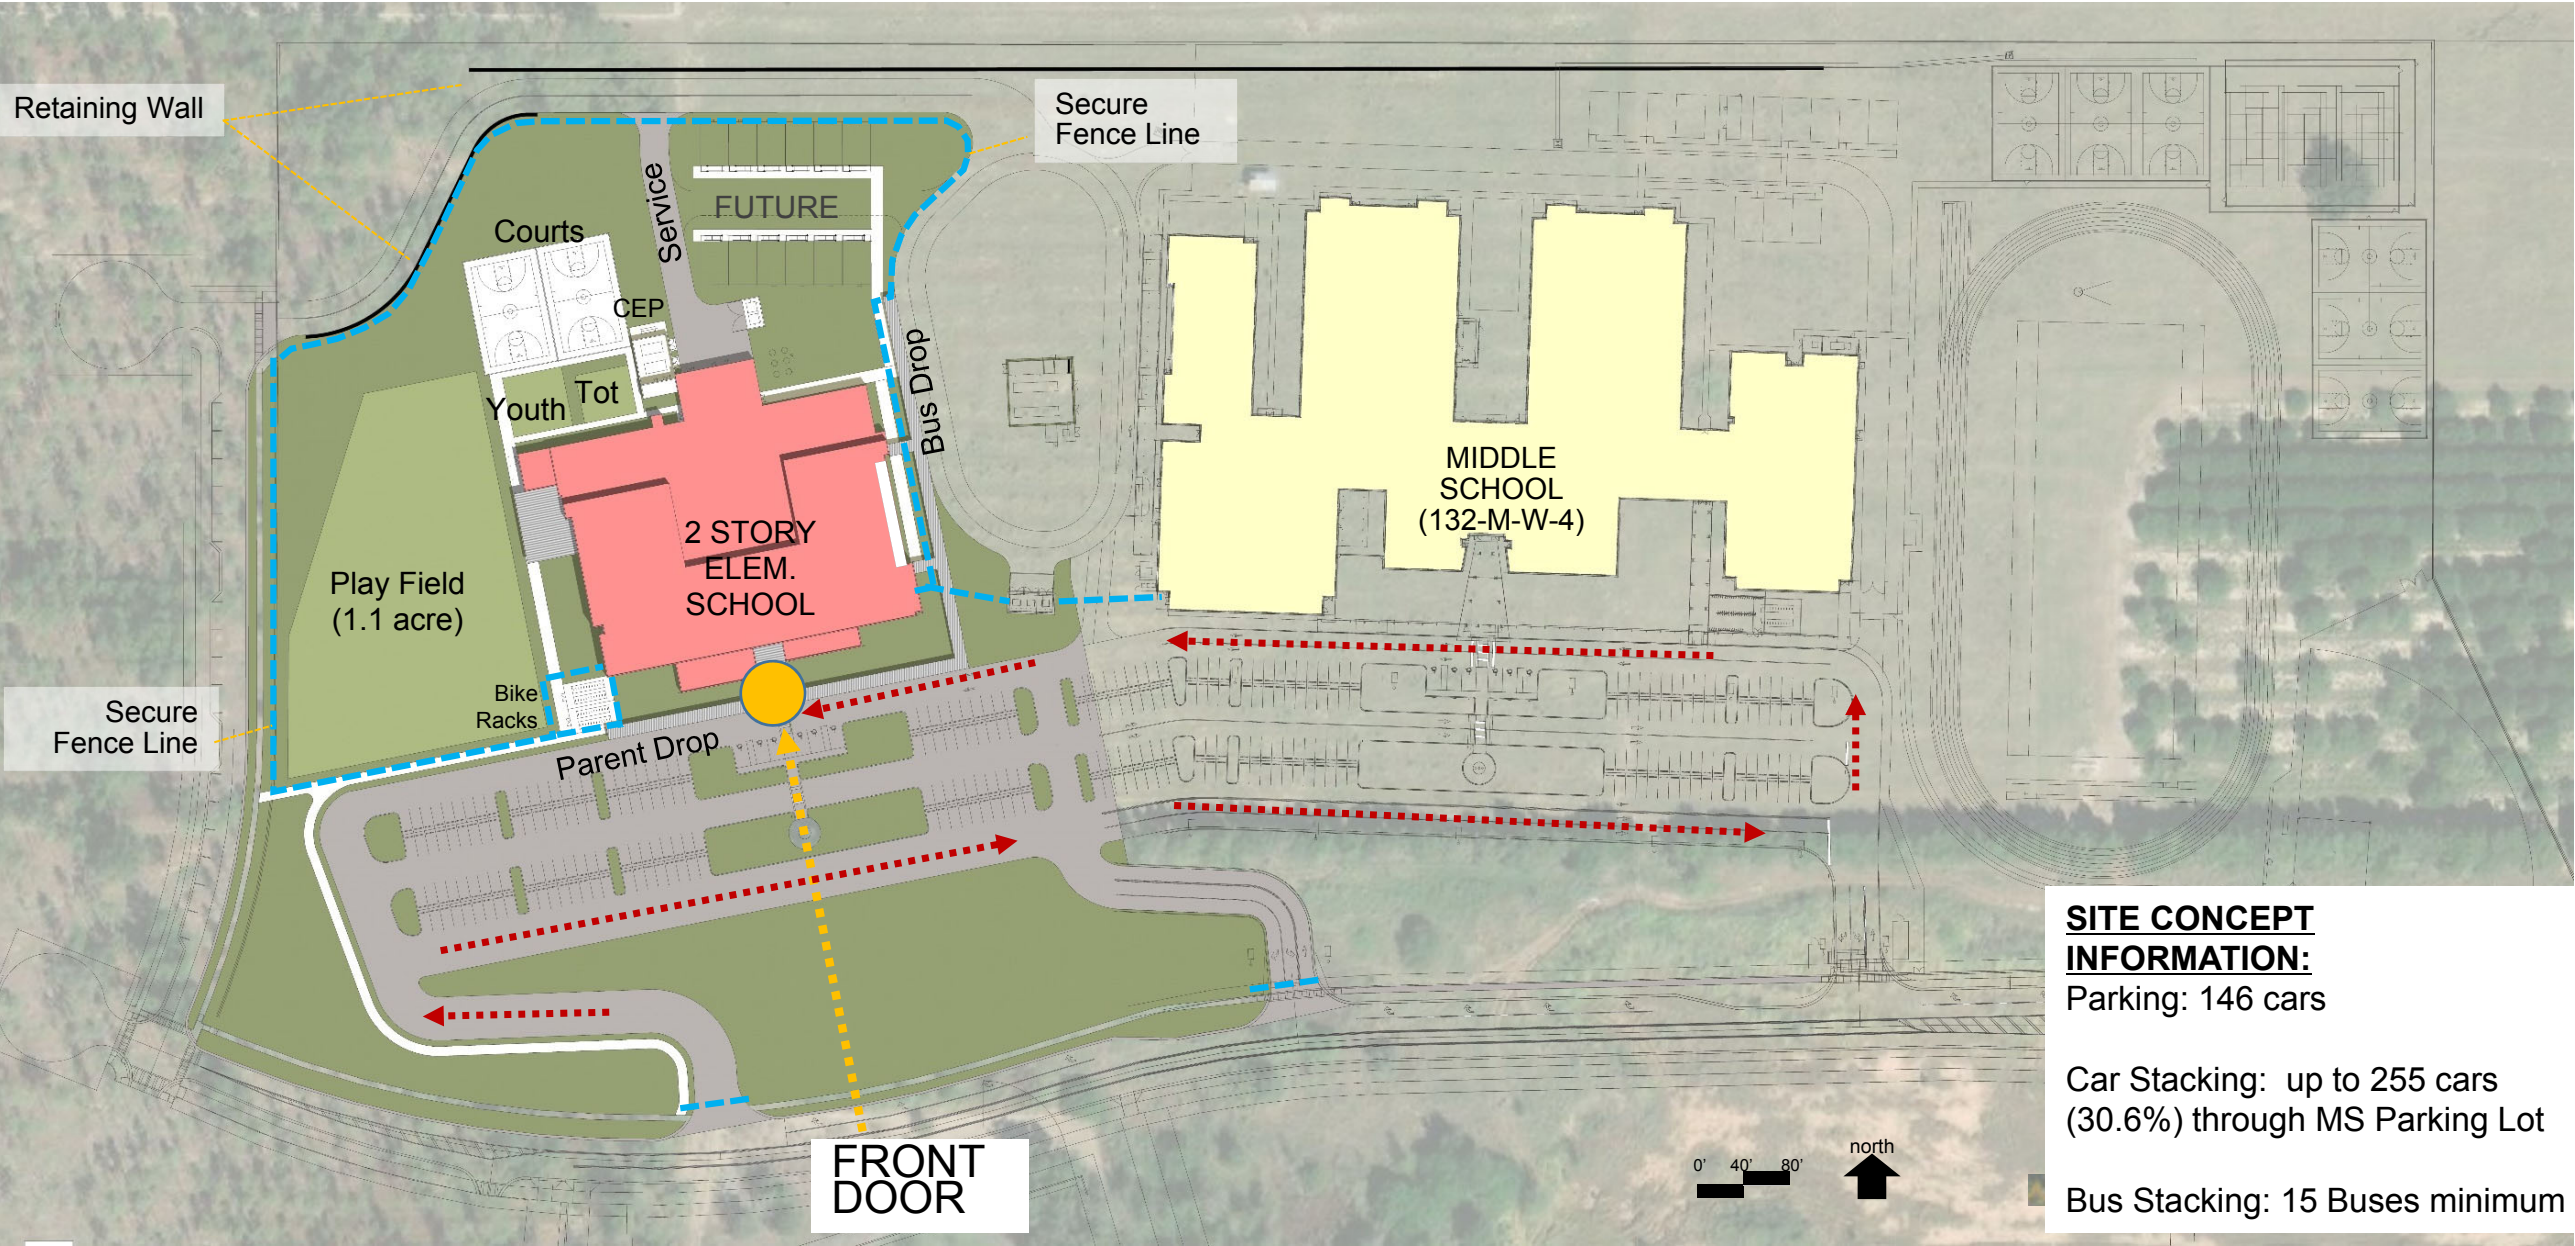 Retaining Wall
Secure
Fence Line
Service
FUTURE
Courts
CEP
Bus Drop
Youth
Tot
MIDDLE
SCHOOL
(132-M-W-4)
2 STORY
ELEM.
SCHOOL
Play Field
(1.1 acre)
Bike
Racks
Secure
Fence Line
Parent Drop
FRONT
DOOR
0' 40' 80'
north
SITE CONCEPT
INFORMATION:
Parking: 146 cars
Car Stacking: up to 255 cars
(30.6%) through MS Parking Lot
Bus Stacking: 15 Buses minimum